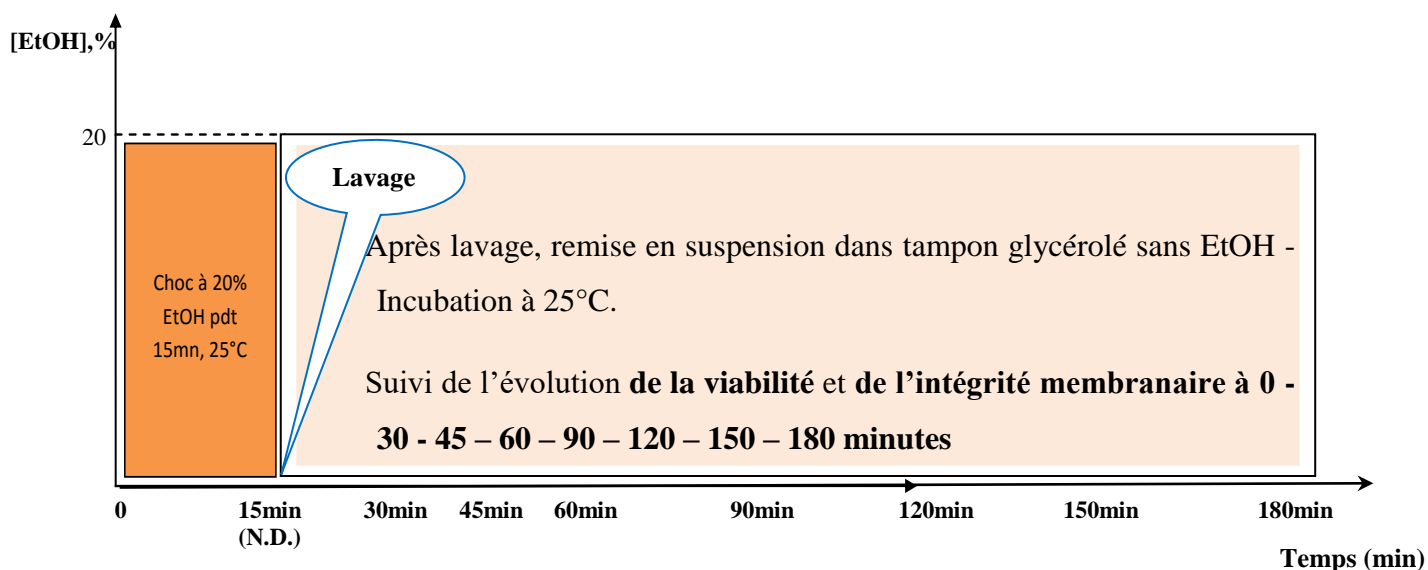 [EtOH],%
20
Lavage
Choc à 20%
EtOH pdt
15mn, 25°C
Après lavage, remise en suspension dans tampon glycérolé sans EtOH -
Incubation à 25°C.
Suivi de l’évolution de la viabilité et de l’intégrité membranaire à 0 -
30 - 45 – 60 – 90 – 120 – 150 – 180 minutes
0 15min 30min 45min 60min 90min 120min 150min 180min
(N.D.)
Temps (min)